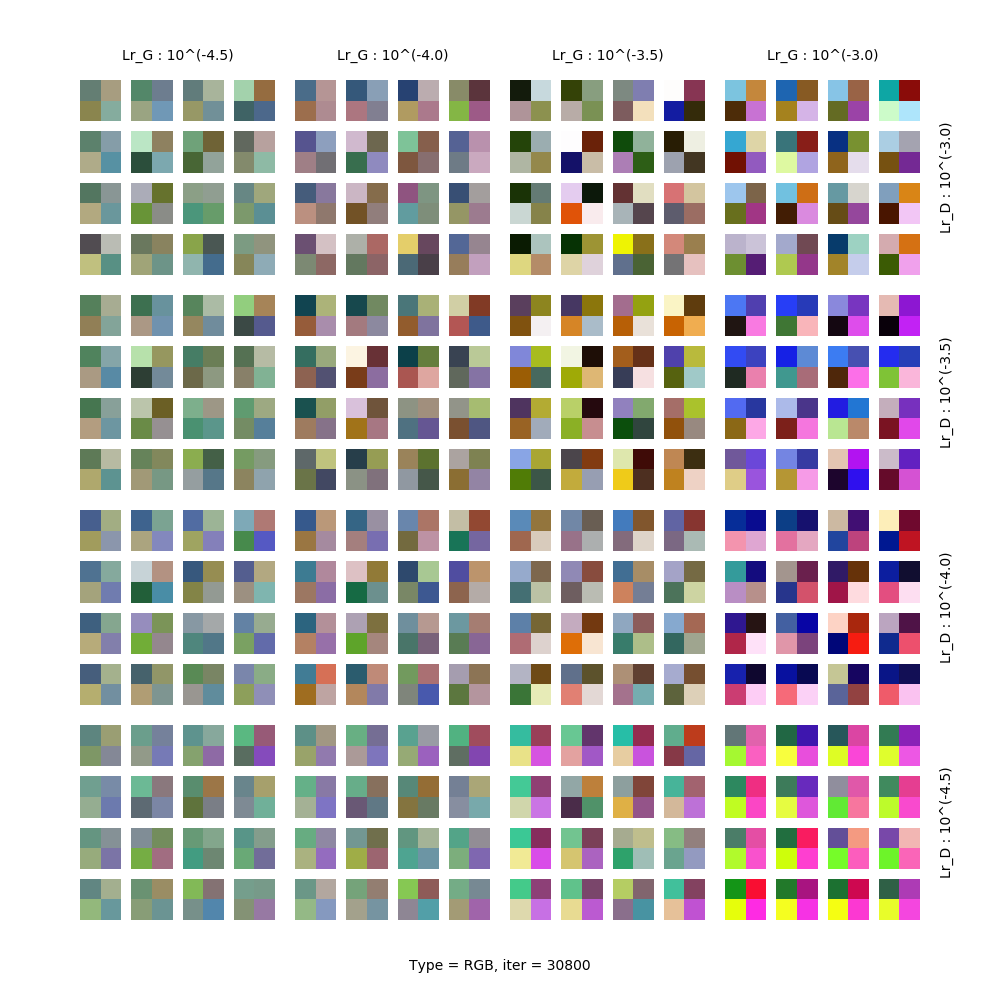 Lr_G : 10^(-4.5)
Lr_G : 10^(-4.0)
Lr_G : 10^(-3.5)
Lr_G : 10^(-3.0)
Lr_D : 10^(-3.0)
Lr_D : 10^(-3.5)
Lr_D : 10^(-4.0)
Lr_D : 10^(-4.5)
Type = RGB, iter = 30800